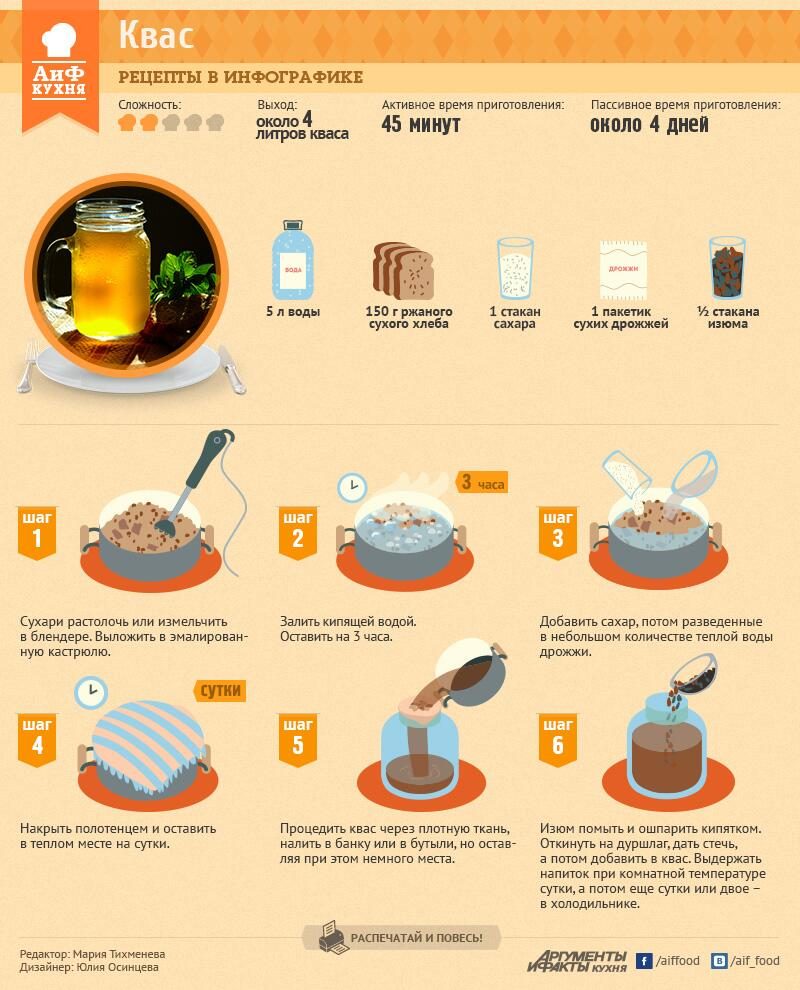 Квас
АиФ
КУХНЯ
РЕЦЕПТЫ В ИНФОГРАФИКЕ
Сложность:
Выход:
около 4
литров кваса
Активное время приготовления:
45 минут
Пассивное время приготовления:
около 4 дней
ВОДА
ДРОЖЖИ
5 л воды
150 г ржаного
сухого хлеба
1 стакан
сахара
1 пакетик
сухих дрожжей
½ стакана
изюма
шаг
1
Сухари растолочь или измельчить
в блендере. Выложить в эмалирован-
ную кастрюлю.
3 часа
шаг
2
Залить кипящей водой.
Оставить на 3 часа.
шаг
3
Добавить сахар, потом разведенные
в небольшом количестве теплой воды
дрожжи.
сутки
шаг
4
Накрыть полотенцем и оставить
в теплом месте на сутки.
шаг
5
Процедить квас через плотную ткань,
налить в банку или в бутыли, но остав-
ляя при этом немного места.
шаг
6
Изюм помыть и ошпарить кипятком.
Откинуть на дуршлаг, дать стечь,
а потом добавить в квас. Выдержать
напиток при комнатной температуре
сутки, а потом еще сутки или двое –
в холодильнике.
РАСПЕЧАТАЙ И ПОВЕСЬ!
Редактор: Мария Тихменева
Дизайнер: Юлия Осинцева
АРГУМЕНТЫ
И ФАКТЫ КУХНЯ
f /aiffood
B /aif_food